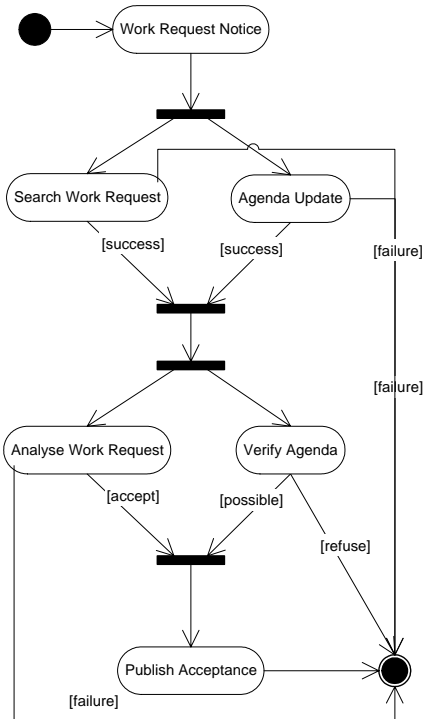 Work Request Notice
Search Work Request
Agenda Update
[success]
[success]
[failure]
[failure]
Analyse Work Request
Verify Agenda
[accept]
[possible]
[refuse]
Publish Acceptance
[failure]